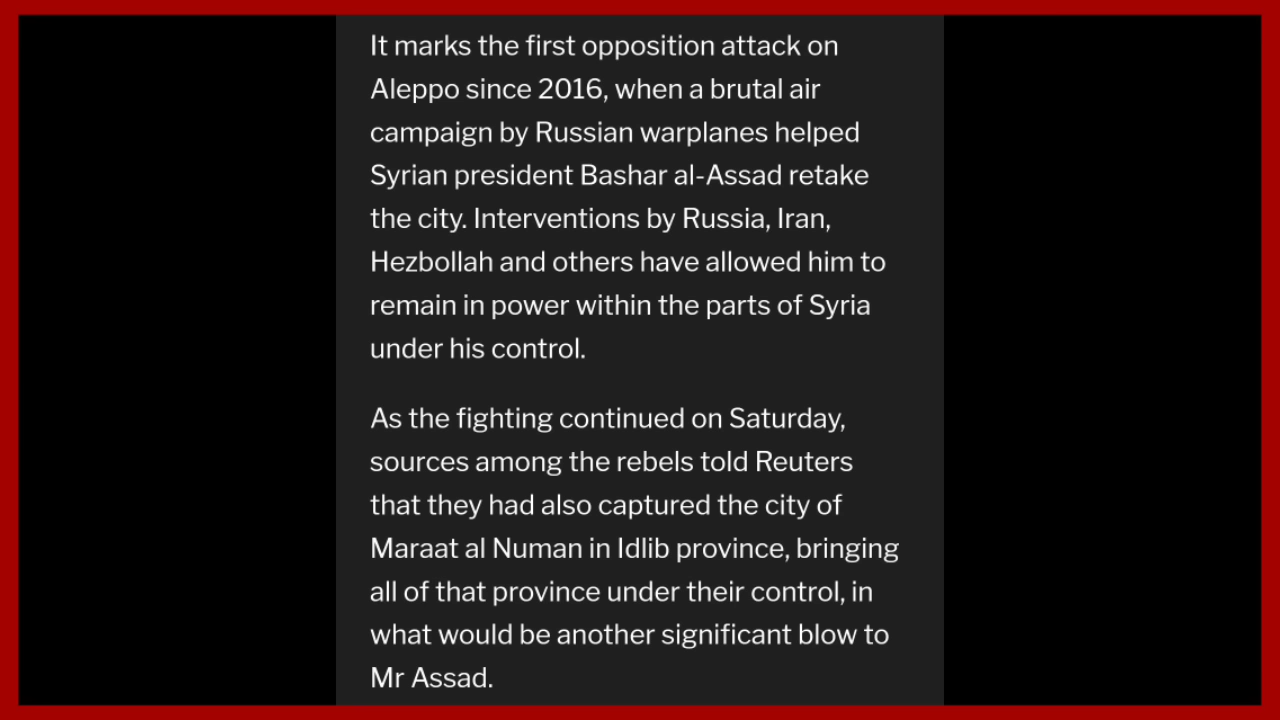 It marks the first opposition attack on
Aleppo since 2016, when a brutal air
campaign by Russian warplanes helped
Syrian president Bashar al-Assad retake
the city. Interventions by Russia, Iran,
Hezbollah and others have allowed him to
remain in power within the parts of Syria
under his control.
As the fighting continued on Saturday,
sources among the rebels told Reuters
that they had also captured the city of
Maraat al Numan in Idlib province, bringing
all of that province under their control, in
what would be another significant blow to
Mr Assad.